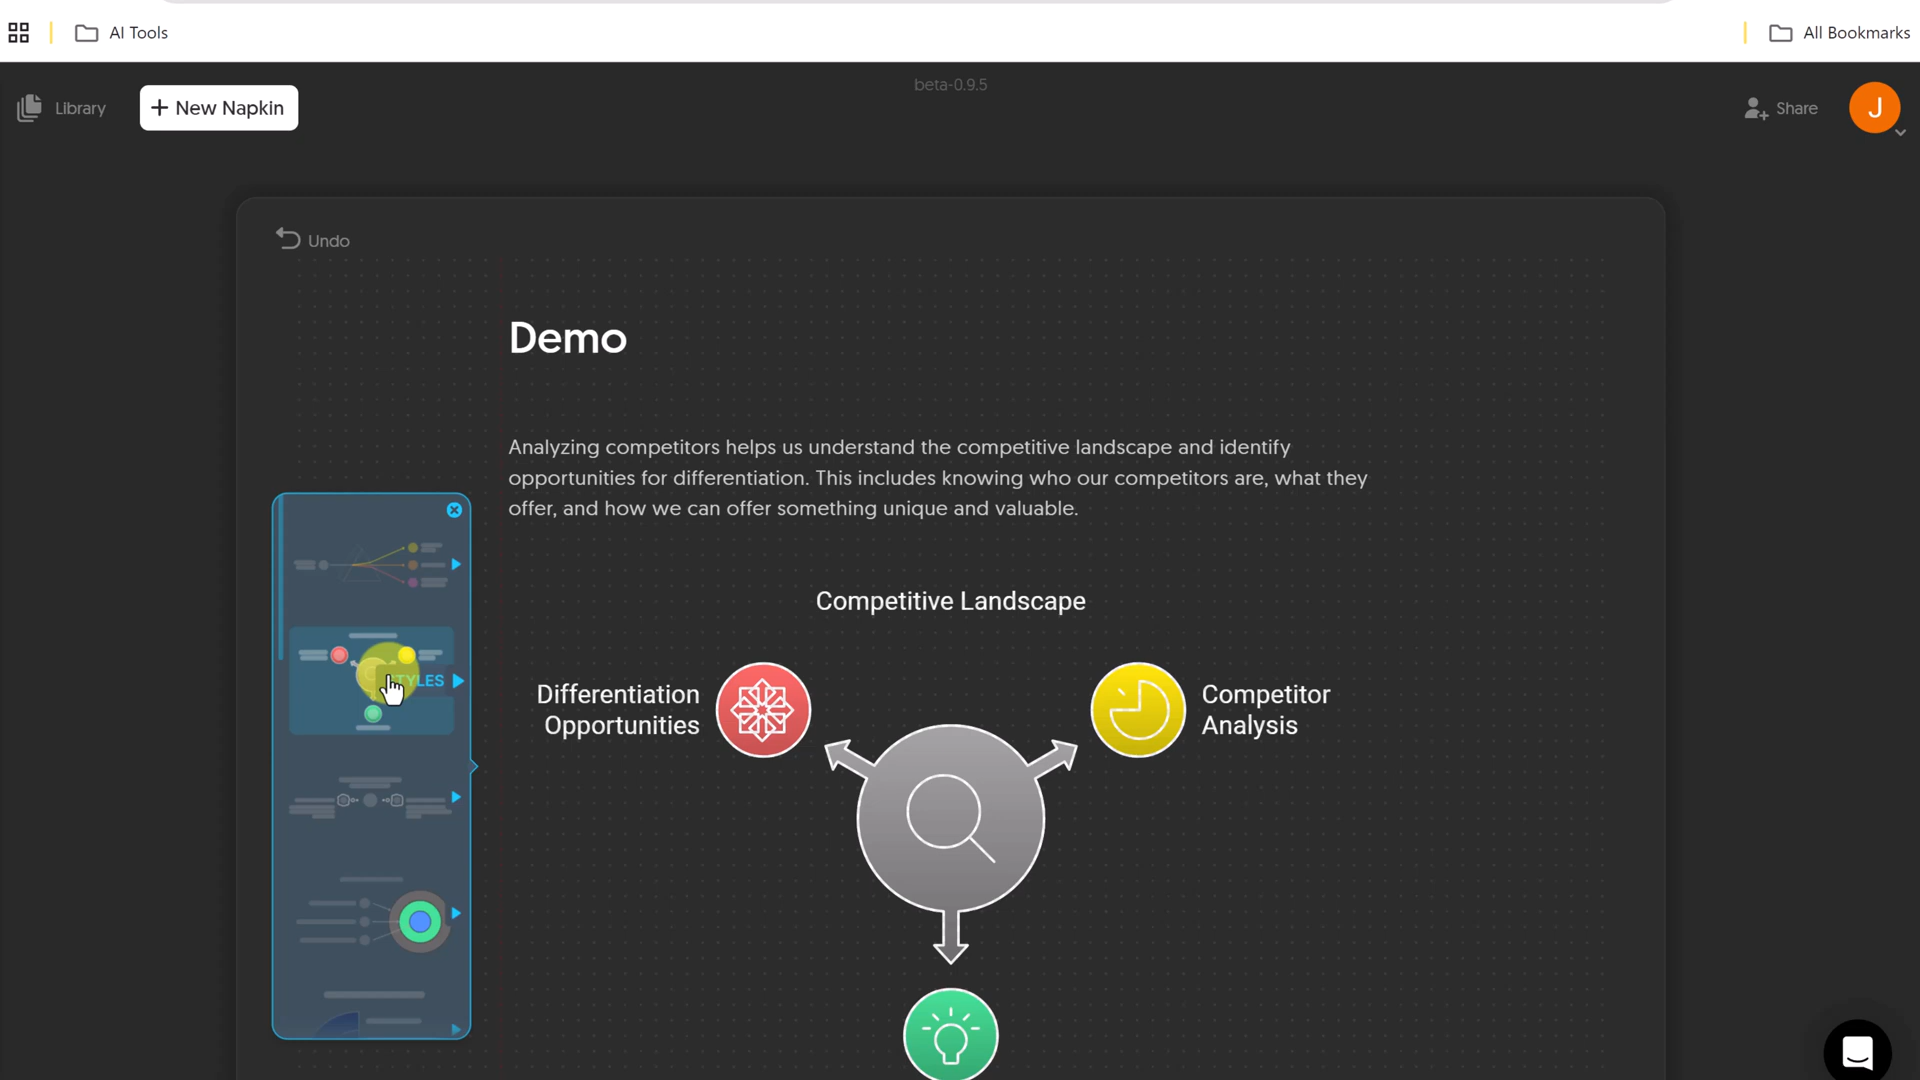 AI Tools
All Bookmarks
beta-0.9.5
Library
+ New Napkin
Share
J
Undo
Demo
Analyzing competitors helps us understand the competitive landscape and identify
opportunities for differentiation. This includes knowing who our competitors are, what they
offer, and how we can offer something unique and valuable.
Competitive Landscape
Differentiation
Opportunities
Competitor
Analysis